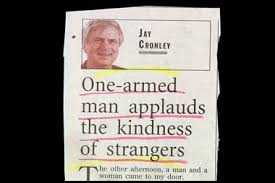 JAY
CRONLEY
One-armed
man applauds
the kindness
of strangers
The other afternoon, a man and a
woman came to my door.